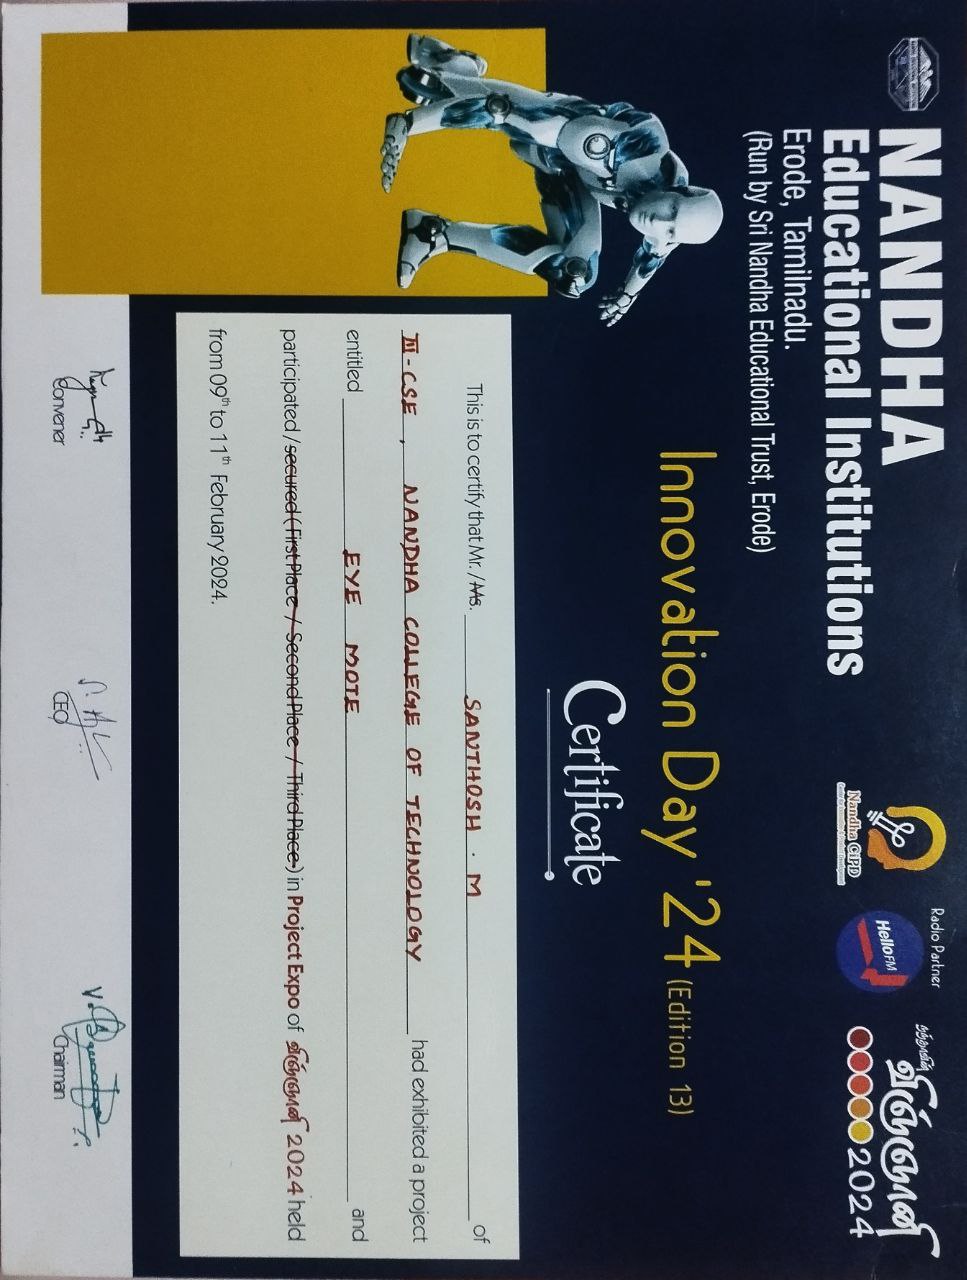 NANDHA
Educational Institutions
Erode, Tamilnadu.
(Run by Sri Nandha Educational Trust, Erode)
Nandha CiPD
Radio Partner
Hello FM
நந்தாவின்
விஞ்ஞானி
2024
Innovation Day '24 (Edition 13)
Certificate
This is to certify that Mr. / Ms. SANTHOSH . M of
III - CSE , NANDHA COLLEGE OF TECHNOLOGY had exhibited a project
entitled EYE MOTE and
participated / secured ( First Place / Second Place / Third Place ) in Project Expo of விஞ்ஞானி 2024 held
from 09th to 11th February 2024.
Convener
CEO
Chairman